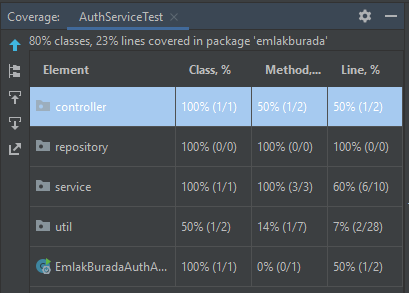 Coverage: AuthServiceTest
80% classes, 23% lines covered in package 'emlakburada'
Element Class, % Method,... Line, %
controller 100% (1/1) 50% (1/2) 50% (1/2)
repository 100% (0/0) 100% (0/0) 100% (0/0)
service 100% (1/1) 100% (3/3) 60% (6/10)
util 50% (1/2) 14% (1/7) 7% (2/28)
EmlakBuradaAuthA... 100% (1/1) 0% (0/1) 50% (1/2)